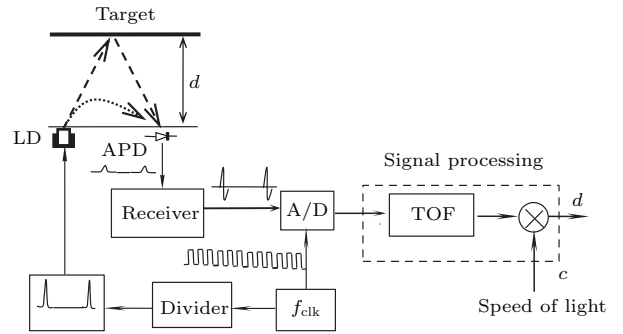 Target
d
LD
APD
Signal processing
Receiver
A/D
TOF
d
c
Divider
fclk
Speed of light